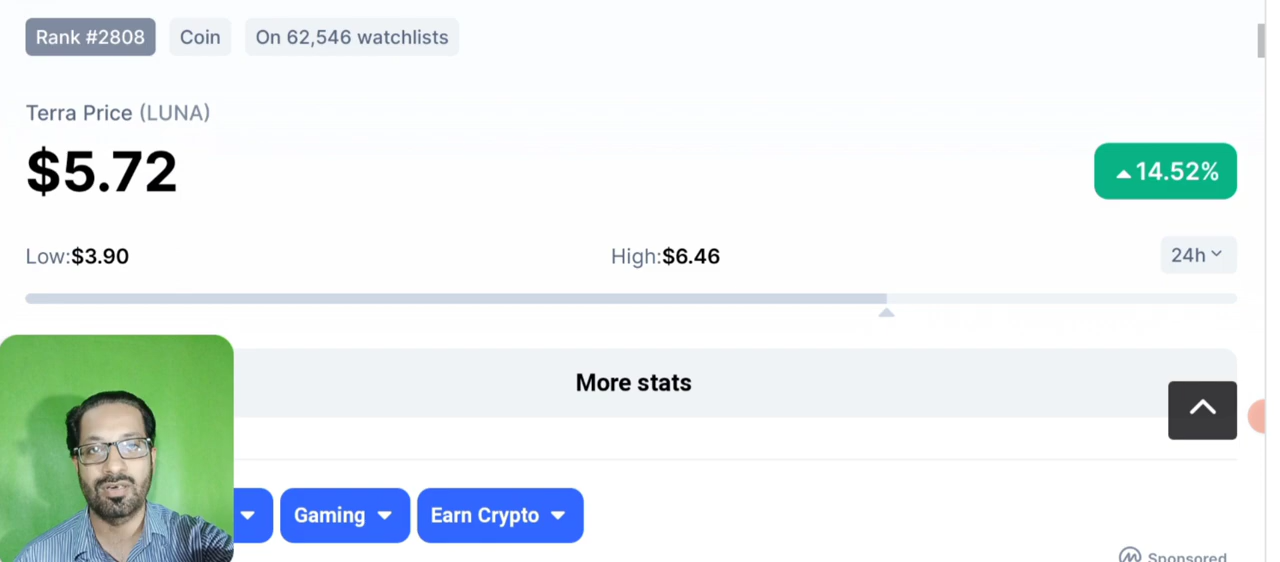 Rank #2808 Coin On 62,546 watchlists
Terra Price (LUNA)
$5.72 14.52%
Low:$3.90 High:$6.46 24h
More stats
Gaming Earn Crypto
Sponsored